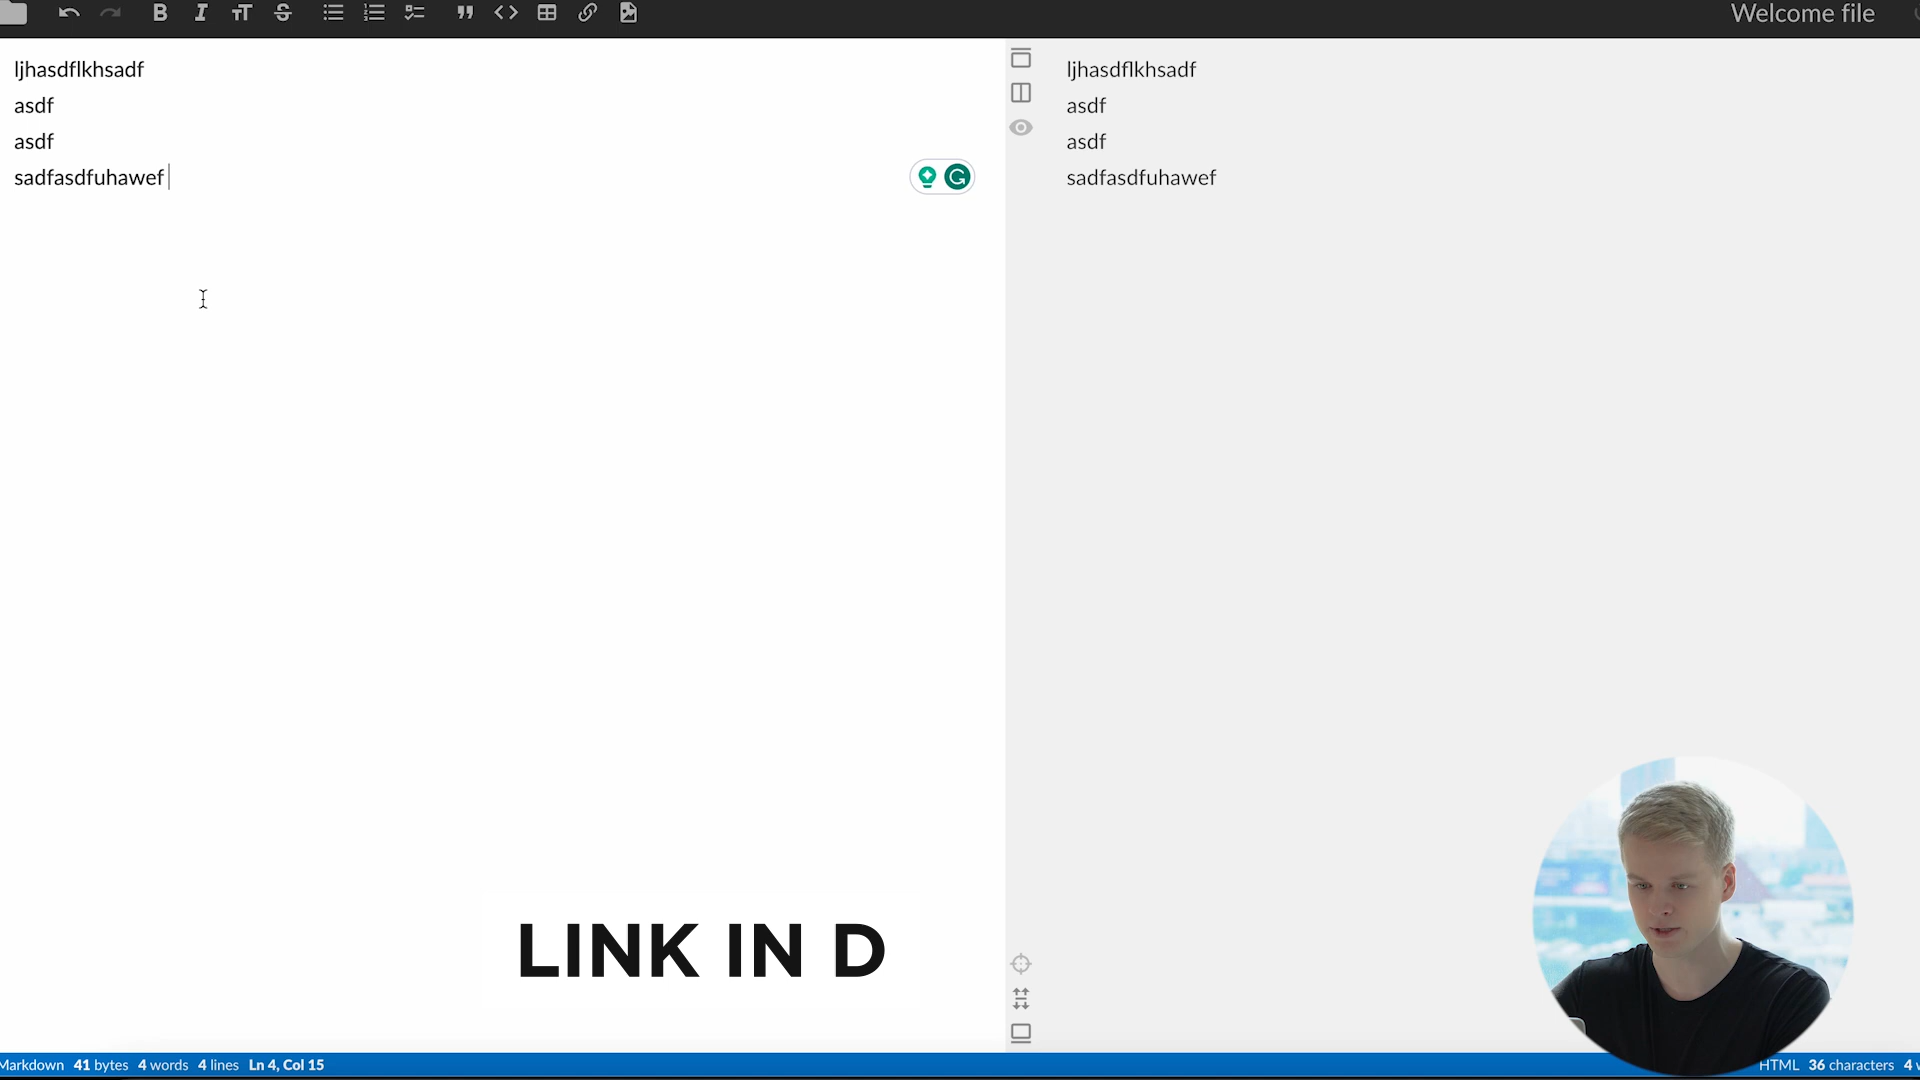 Welcome file
ljhasdflkhsadf
asdf
asdf
sadfasdfuhawef
ljhasdflkhsadf
asdf
asdf
sadfasdfuhawef
LINK IN D
Markdown 41 bytes 4 words 4 lines Ln 4, Col 15
HTML 36 characters 4 w